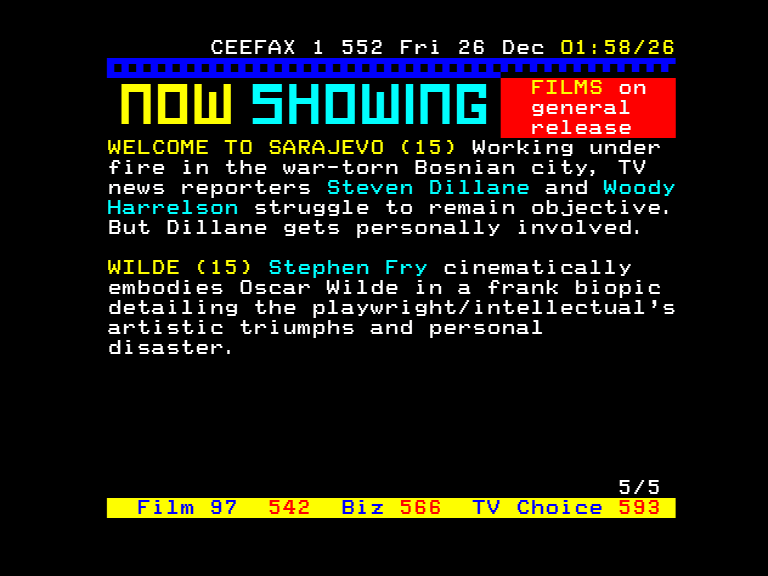 CEEFAX 1 552 Fri 26 Dec 01:58/26
NOW SHOWING
FILMS on
general
release
WELCOME TO SARAJEVO (15) Working under
fire in the war-torn Bosnian city, TV
news reporters Steven Dillane and Woody
Harrelson struggle to remain objective.
But Dillane gets personally involved.
WILDE (15) Stephen Fry cinematically
embodies Oscar Wilde in a frank biopic
detailing the playwright/intellectual's
artistic triumphs and personal
disaster.
5/5
Film 97 542 Biz 566 TV Choice 593